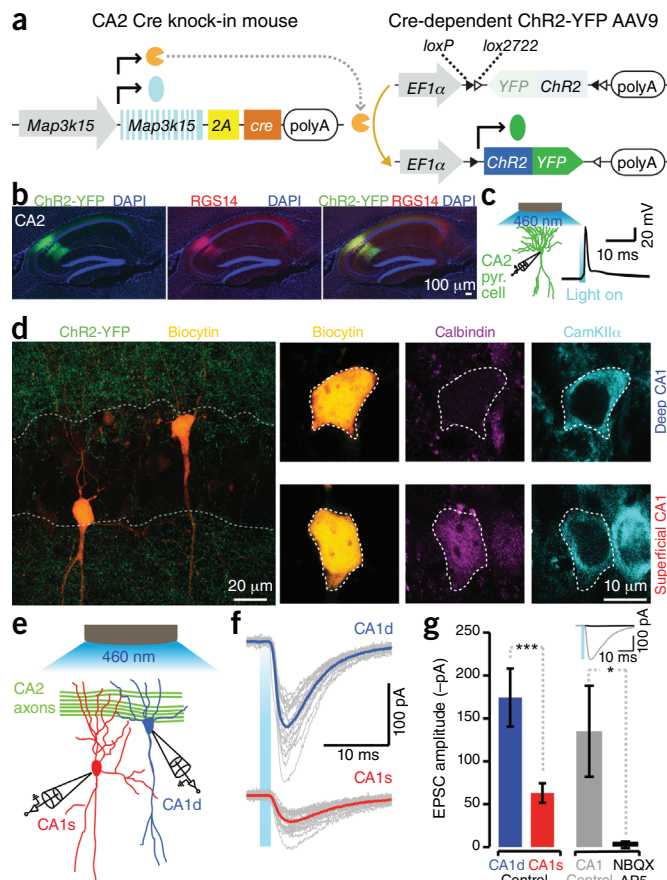 a
CA2 Cre knock-in mouse
Cre-dependent ChR2-YFP AAV9
loxP lox2722
EF1α YFP ChR2 polyA
Map3k15 Map3k15 2A cre polyA
EF1α ChR2 YFP polyA
b
ChR2-YFP DAPI RGS14 DAPI ChR2-YFP RGS14 DAPI
CA2
100 µm
c
460 nm
20 mV
10 ms
CA2
pyr.
cell
Light on
d
ChR2-YFP Biocytin
20 µm
Biocytin Calbindin CamKIIα
Deep CA1
Superficial CA1
10 µm
e
460 nm
CA2
axons
CA1s
CA1d
f
CA1d
100 pA
10 ms
CA1s
g
EPSC amplitude (–pA)
250
200
150
100
50
0
***
*
100 pA
10 ms
CA1d CA1s CA1 NBQX
Control Control AP5